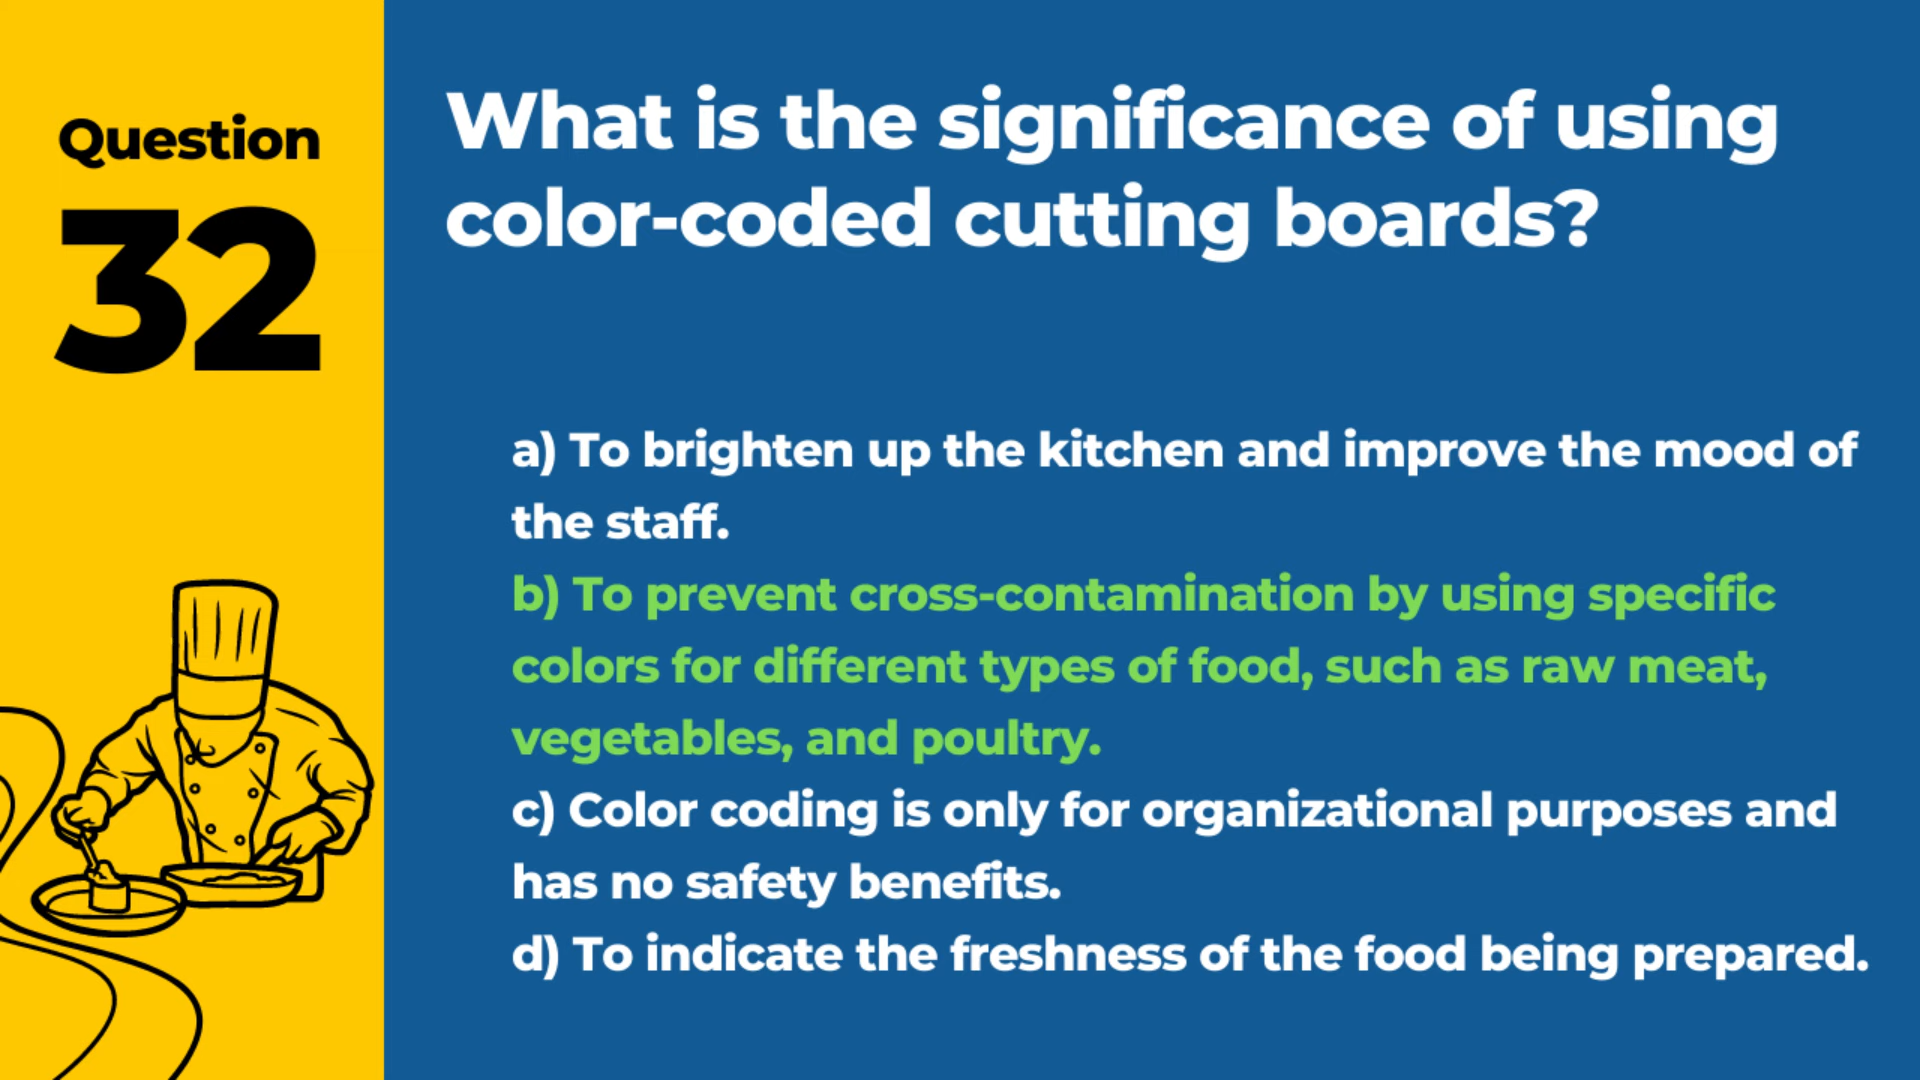 Question
32
What is the significance of using
color-coded cutting boards?
a) To brighten up the kitchen and improve the mood of
the staff.
b) To prevent cross-contamination by using specific
colors for different types of food, such as raw meat,
vegetables, and poultry.
c) Color coding is only for organizational purposes and
has no safety benefits.
d) To indicate the freshness of the food being prepared.